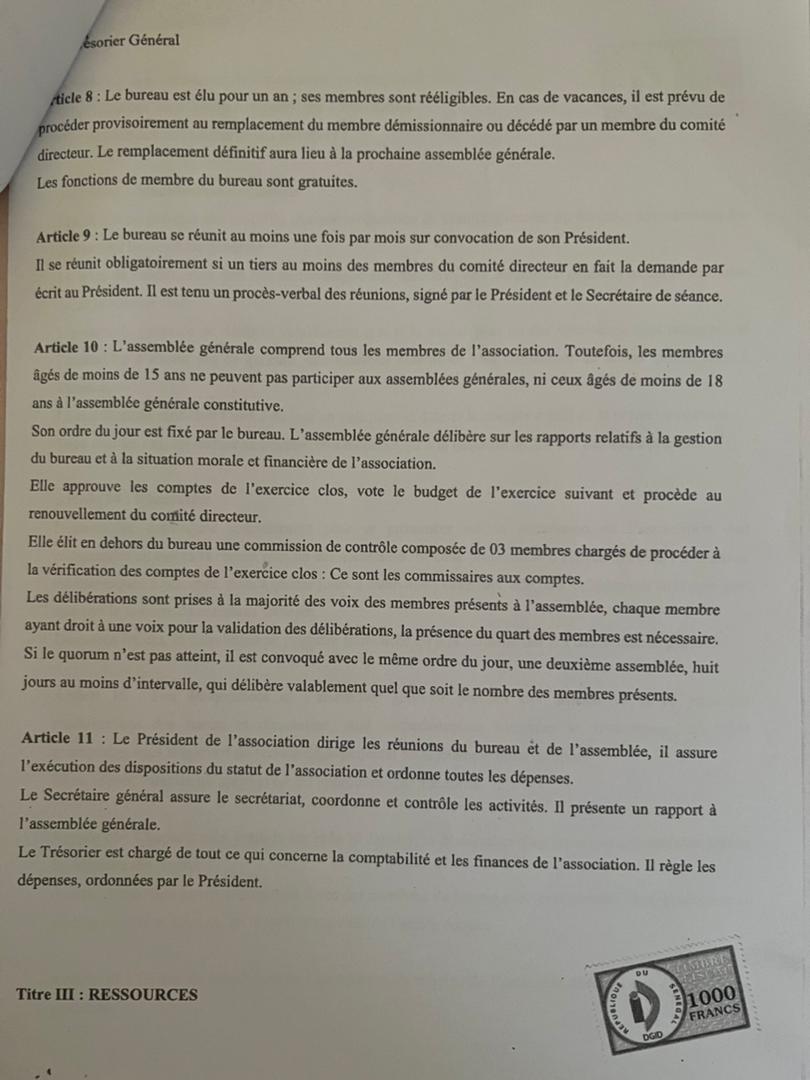 ésorier Général
ticle 8 : Le bureau est élu pour un an ; ses membres sont rééligibles. En cas de vacances, il est prévu de
procéder provisoirement au remplacement du membre démissionnaire ou décédé par un membre du comité
directeur. Le remplacement définitif aura lieu à la prochaine assemblée générale.
Les fonctions de membre du bureau sont gratuites.
Article 9 : Le bureau se réunit au moins une fois par mois sur convocation de son Président.
Il se réunit obligatoirement si un tiers au moins des membres du comité directeur en fait la demande par
écrit au Président. Il est tenu un procès-verbal des réunions, signé par le Président et le Secrétaire de séance.
Article 10 : L'assemblée générale comprend tous les membres de l'association. Toutefois, les membres
âgés de moins de 15 ans ne peuvent pas participer aux assemblées générales, ni ceux âgés de moins de 18
ans à l'assemblée générale constitutive.
Son ordre du jour est fixé par le bureau. L'assemblée générale délibère sur les rapports relatifs à la gestion
du bureau et à la situation morale et financière de l'association.
Elle approuve les comptes de l'exercice clos, vote le budget de l'exercice suivant et procède au
renouvellement du comité directeur.
Elle élit en dehors du bureau une commission de contrôle composée de 03 membres chargés de procéder à
la vérification des comptes de l'exercice clos : Ce sont les commissaires aux comptes.
Les délibérations sont prises à la majorité des voix des membres présents à l'assemblée, chaque membre
ayant droit à une voix pour la validation des délibérations, la présence du quart des membres est nécessaire.
Si le quorum n'est pas atteint, il est convoqué avec le même ordre du jour, une deuxième assemblée, huit
jours au moins d'intervalle, qui délibère valablement quel que soit le nombre des membres présents.
Article 11 : Le Président de l'association dirige les réunions du bureau et de l'assemblée, il assure
l'exécution des dispositions du statut de l'association et ordonne toutes les dépenses.
Le Secrétaire général assure le secrétariat, coordonne et contrôle les activités. Il présente un rapport à
l'assemblée générale.
Le Trésorier est chargé de tout ce qui concerne la comptabilité et les finances de l'association. Il règle les
dépenses, ordonnées par le Président.
Titre III : RESSOURCES
TIMBRE
FISCAL
REPUBLIQUE DU SENEGAL
DGID
1000
FRANCS